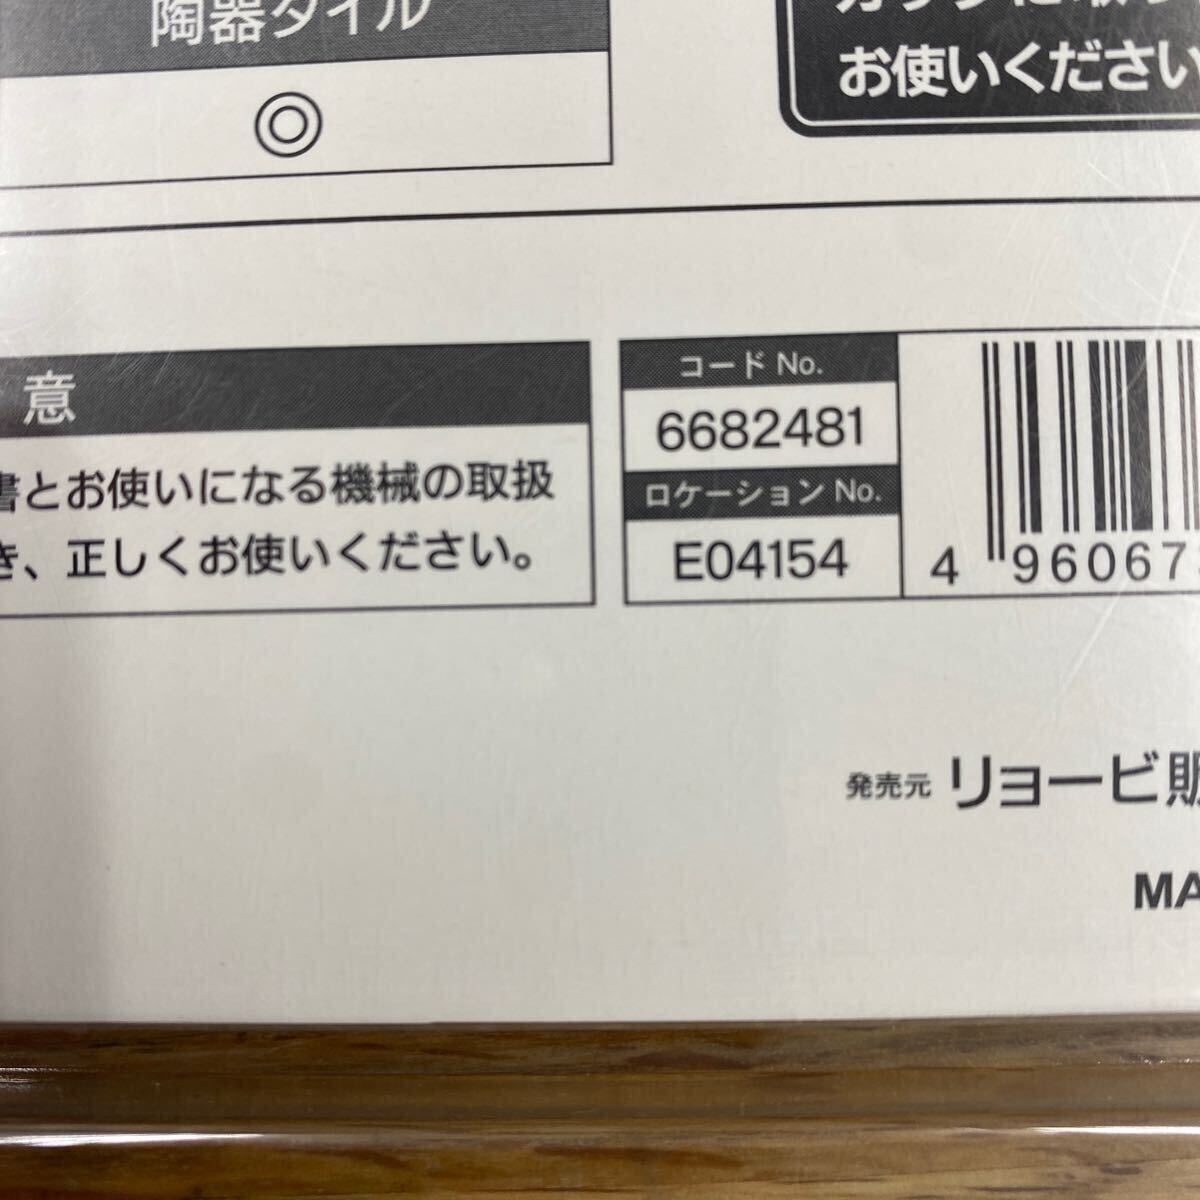 陶器タイル
◎
お使いください
意
書とお使いになる機械の取扱
き、正しくお使いください。
コード No.
6682481
ロケーション No.
E04154
4 96067
発売元 リョービ販
MA